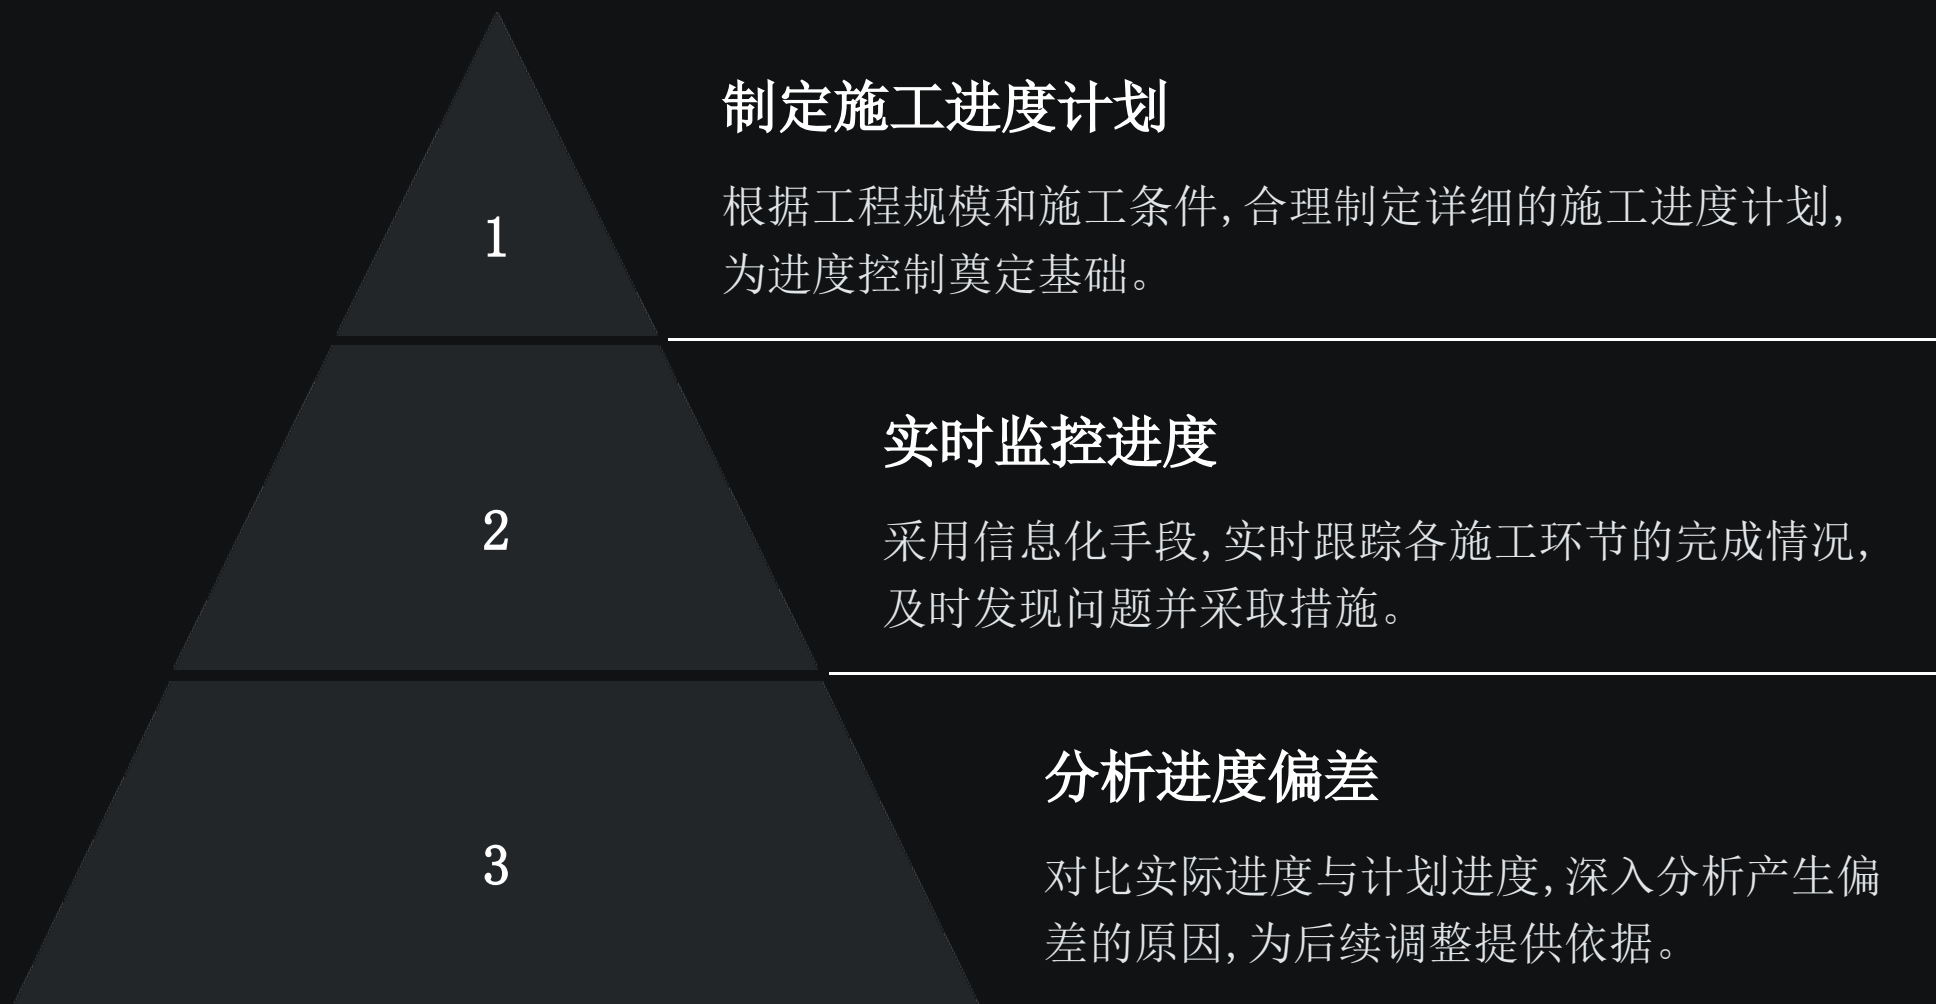 制定施工进度计划
根据工程规模和施工条件,合理制定详细的施工进度计划,
为进度控制奠定基础。
1
实时监控进度
采用信息化手段,实时跟踪各施工环节的完成情况,
及时发现问题并采取措施。
2
分析进度偏差
对比实际进度与计划进度,深入分析产生偏
差的原因,为后续调整提供依据。
3